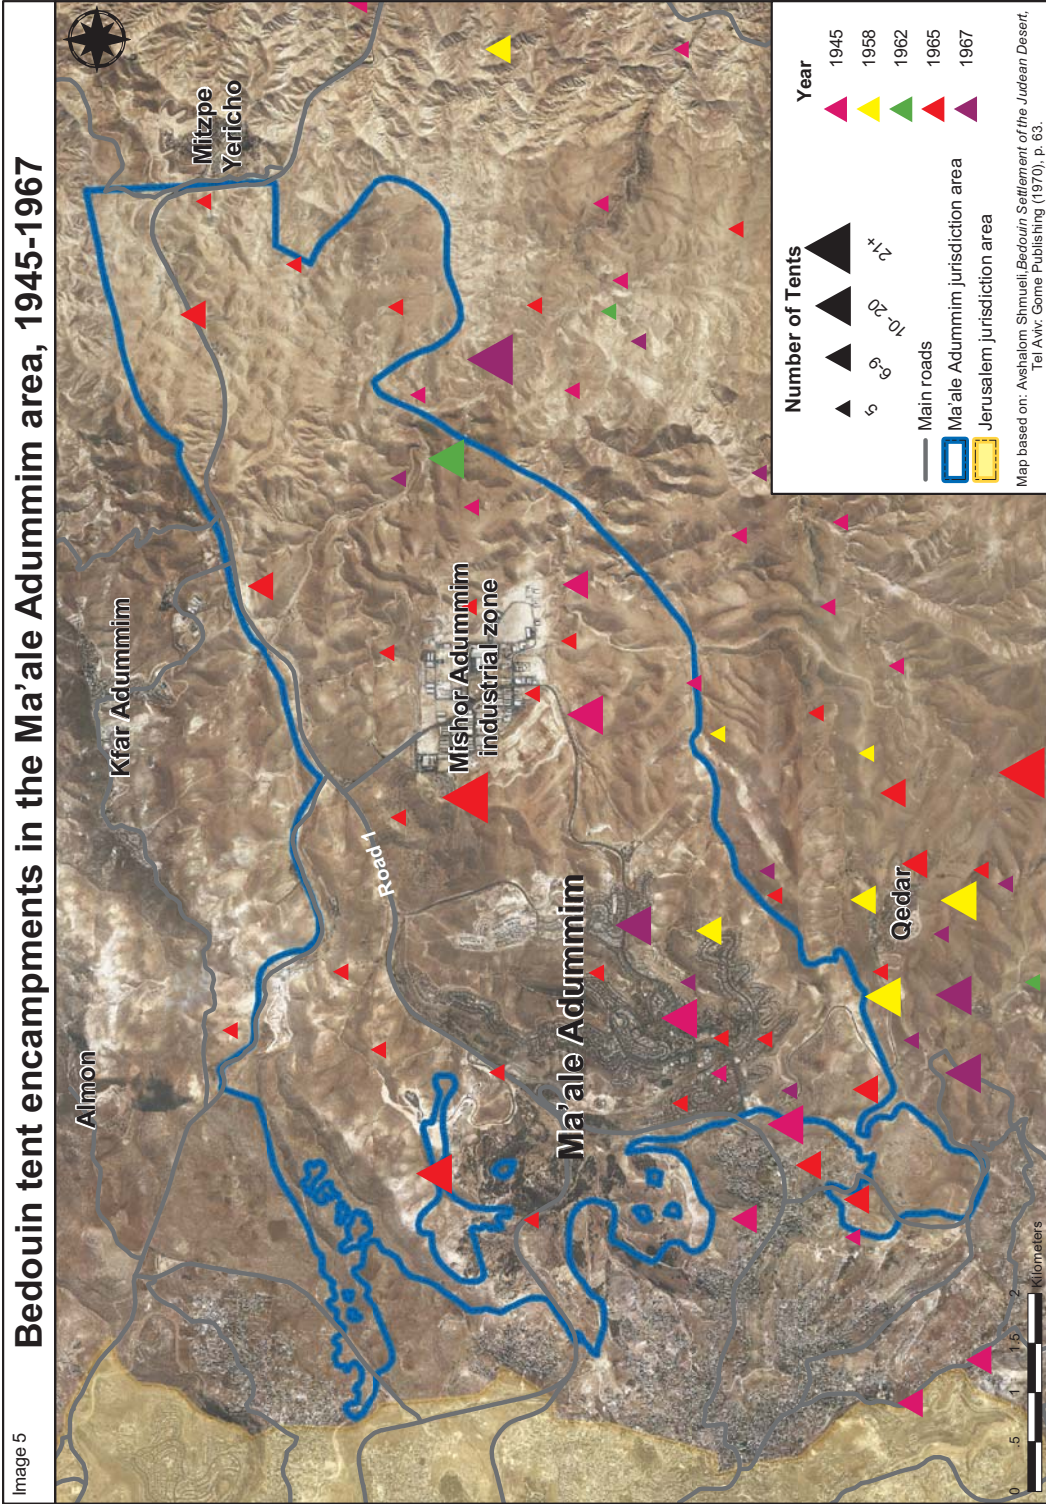 Image 5
Bedouin tent encampments in the Ma'ale Adummim area, 1945-1967
Almon
Kfar Adummim
Mitzpe
Yericho
Road 1
Mishor Adummim
industrial zone
Ma'ale Adummim
Qedar
0 .5 1 1.5 2
Kilometers
Number of Tents
5 6-9 10-20 21+
Year
1945
1958
1962
1965
1967
Main roads
Ma'ale Adummim jurisdiction area
Jerusalem jurisdiction area
Map based on: Avshalom Shmueli,Bedouin Settlement of the Judean Desert,
Tel Aviv: Gome Publishing (1970), p. 63.